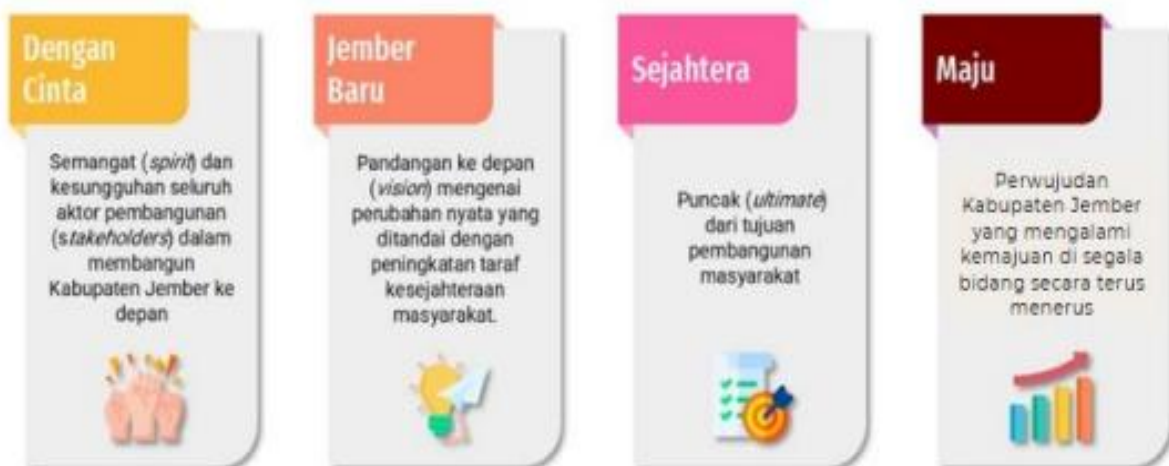 Dengan
Cinta
Semangat (spirit) dan
kesungguhan seluruh
aktor pembangunan
(stakeholders) dalam
membangun
Kabupaten Jember ke
depan
Jember
Baru
Pandangan ke depan
(vision) mengenai
perubahan nyata yang
ditandai dengan
peningkatan taraf
kesejahteraan
masyarakat.
Sejahtera
Puncak (ultimate)
dari tujuan
pembangunan
masyarakat
Maju
Perwujudan
Kabupaten Jember
yang mengalami
kemajuan di segala
bidang secara terus
menerus